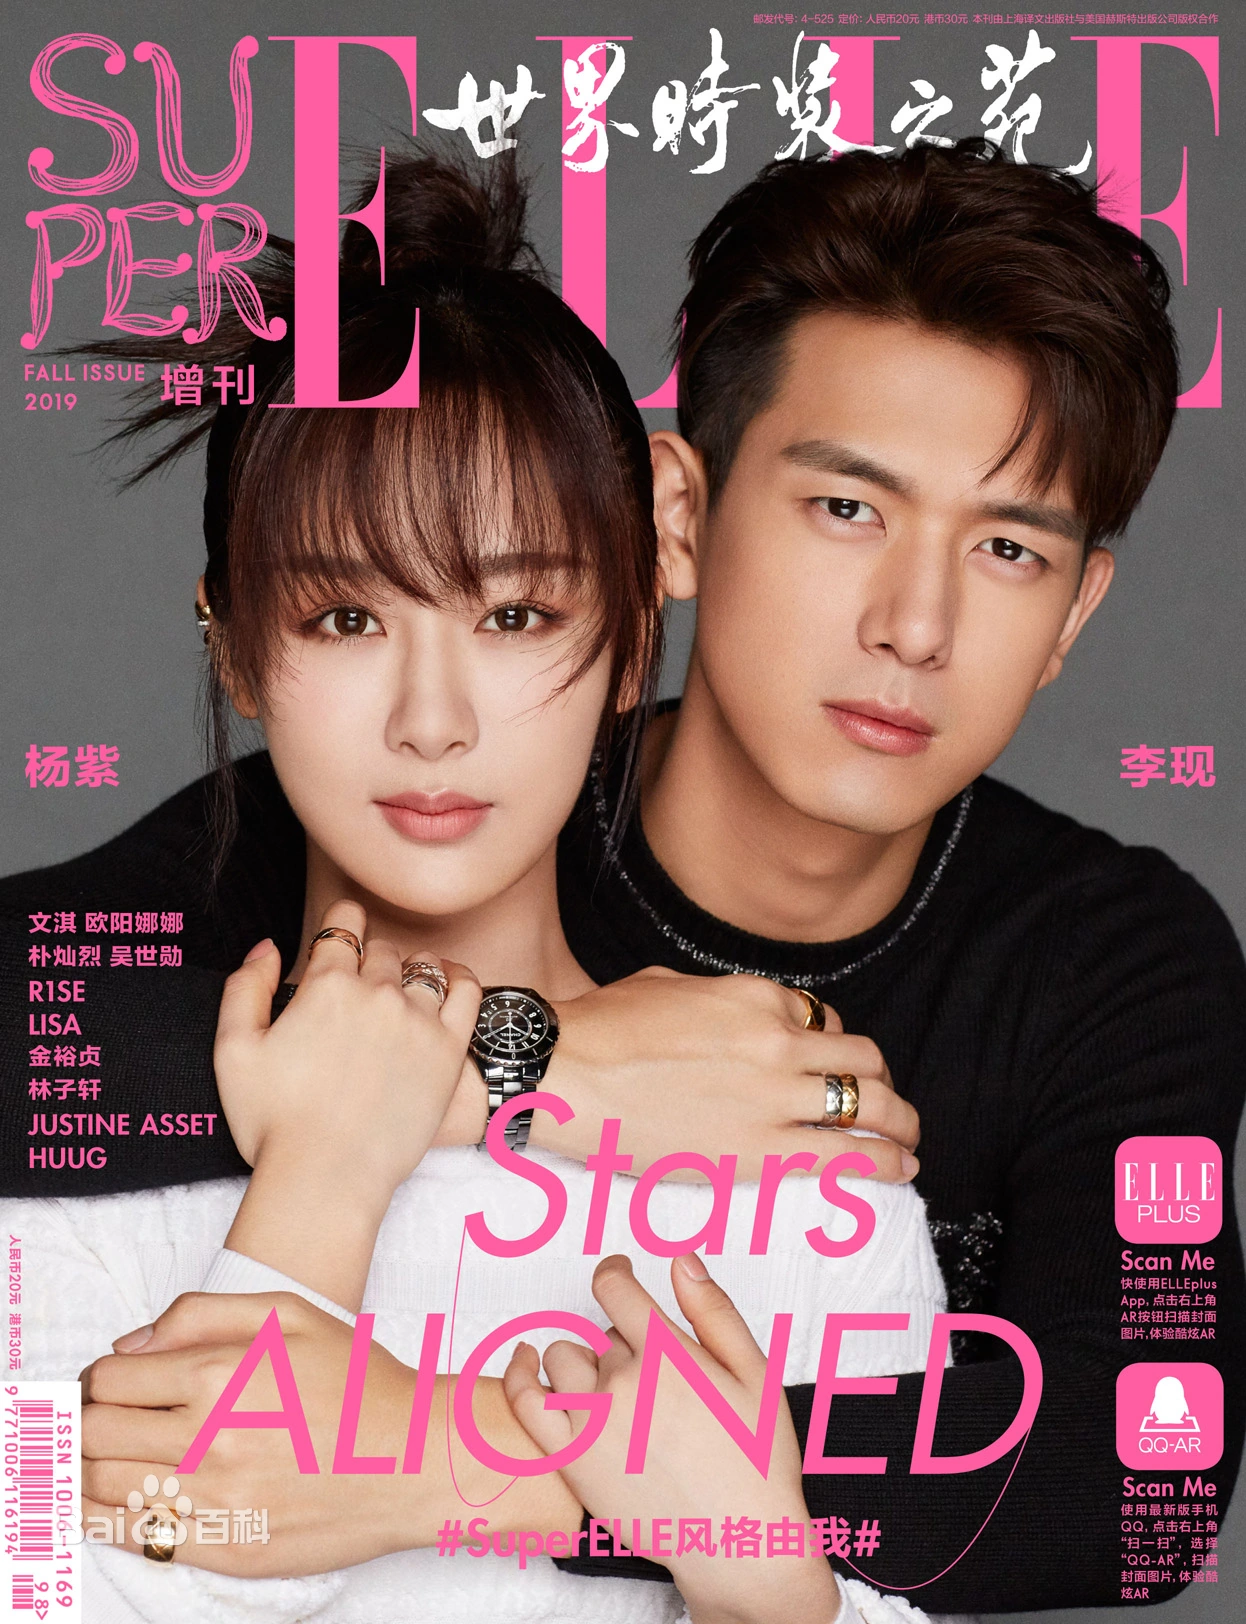 邮发代号: 4-525 定价: 人民币20元 港币30元 本刊由上海译文出版社与美国赫斯特出版公司版权合作
SUPER ELLE
世界時裝之苑
FALL ISSUE
2019
增刊
杨紫
李现
文淇 欧阳娜娜
朴灿烈 吴世勋
R1SE
LISA
金裕贞
林子轩
JUSTINE ASSET
HUUG
Stars
ALIGNED
#SuperELLE风格由我#
ELLE
PLUS
Scan Me
快使用ELLEplus
App, 点击右上角
AR按钮扫描封面
图片,体验酷炫AR
QQ-AR
Scan Me
使用最新版手机
QQ, 点击右上角
“扫一扫”, 选择
“QQ-AR”, 扫描
封面图片,体验酷
炫AR
人民币20元 港币30元
ISSN 1006-1169
9 771006 116194
98>
Bai百科